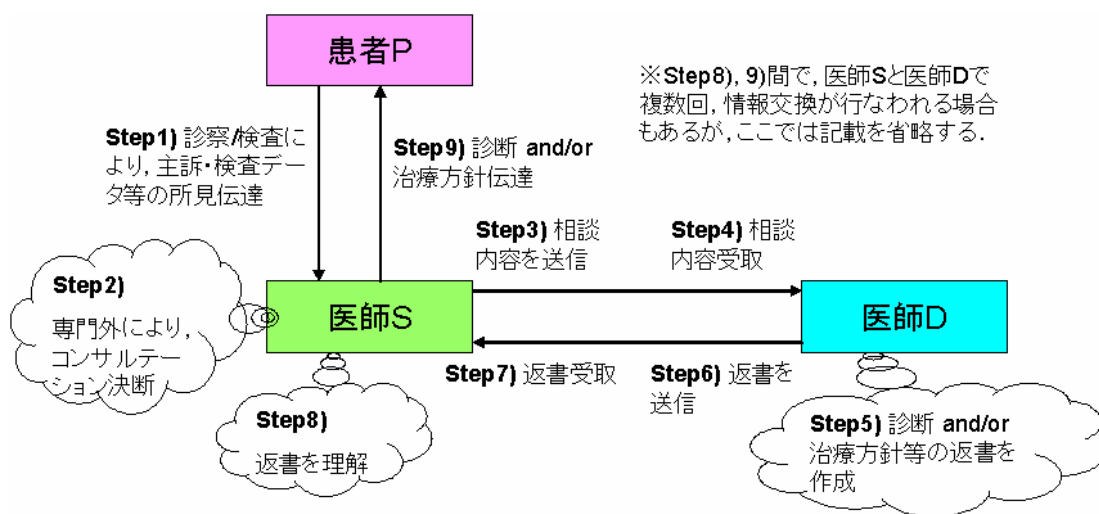 患者P
※Step8), 9)間で, 医師Sと医師Dで
複数回, 情報交換が行なわれる場合
もあるが, ここでは記載を省略する.
Step1) 診察/検査に
より, 主訴・検査デー
タ等の所見伝達
Step9) 診断 and/or
治療方針伝達
Step2)
専門外により,
コンサルテー
ション決断
Step3) 相談
内容を送信
Step4) 相談
内容受取
医師S
医師D
Step7) 返書受取
Step6) 返書を
送信
Step8)
返書を理解
Step5) 診断 and/or
治療方針等の返書を
作成